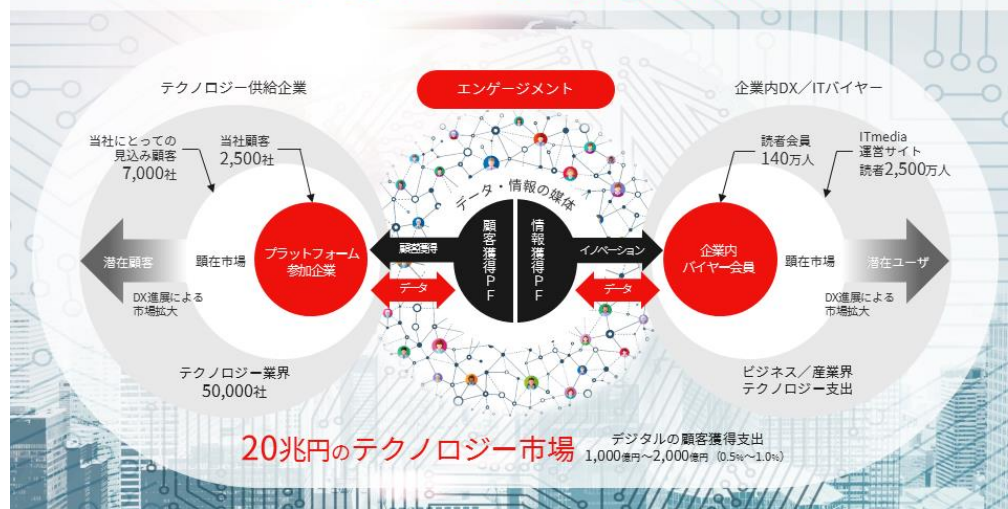 テクノロジー供給企業
エンゲージメント
企業内DX／ITバイヤー
当社にとっての
見込み顧客
7,000社
当社顧客
2,500社
読者会員
140万人
ITmedia
運営サイト
読者2,500万人
データ・情報の媒体
顧客獲得PF
情報獲得PF
潜在顧客
顕在市場
プラットフォーム
参加企業
顧客獲得
データ
イノベーション
データ
企業内
バイヤー会員
顕在市場
潜在ユーザ
DX進展による
市場拡大
DX進展による
市場拡大
テクノロジー業界
50,000社
ビジネス／産業界
テクノロジー支出
20兆円のテクノロジー市場
デジタルの顧客獲得支出
1,000億円～2,000億円（0.5%～1.0%）